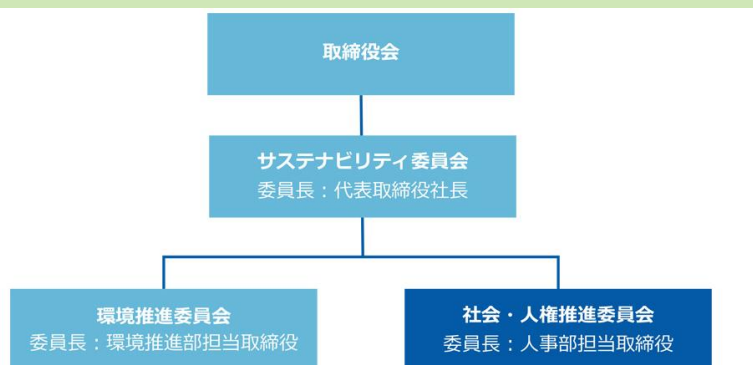 取締役会
サステナビリティ委員会
委員長：代表取締役社長
環境推進委員会
委員長：環境推進部担当取締役
社会・人権推進委員会
委員長：人事部担当取締役